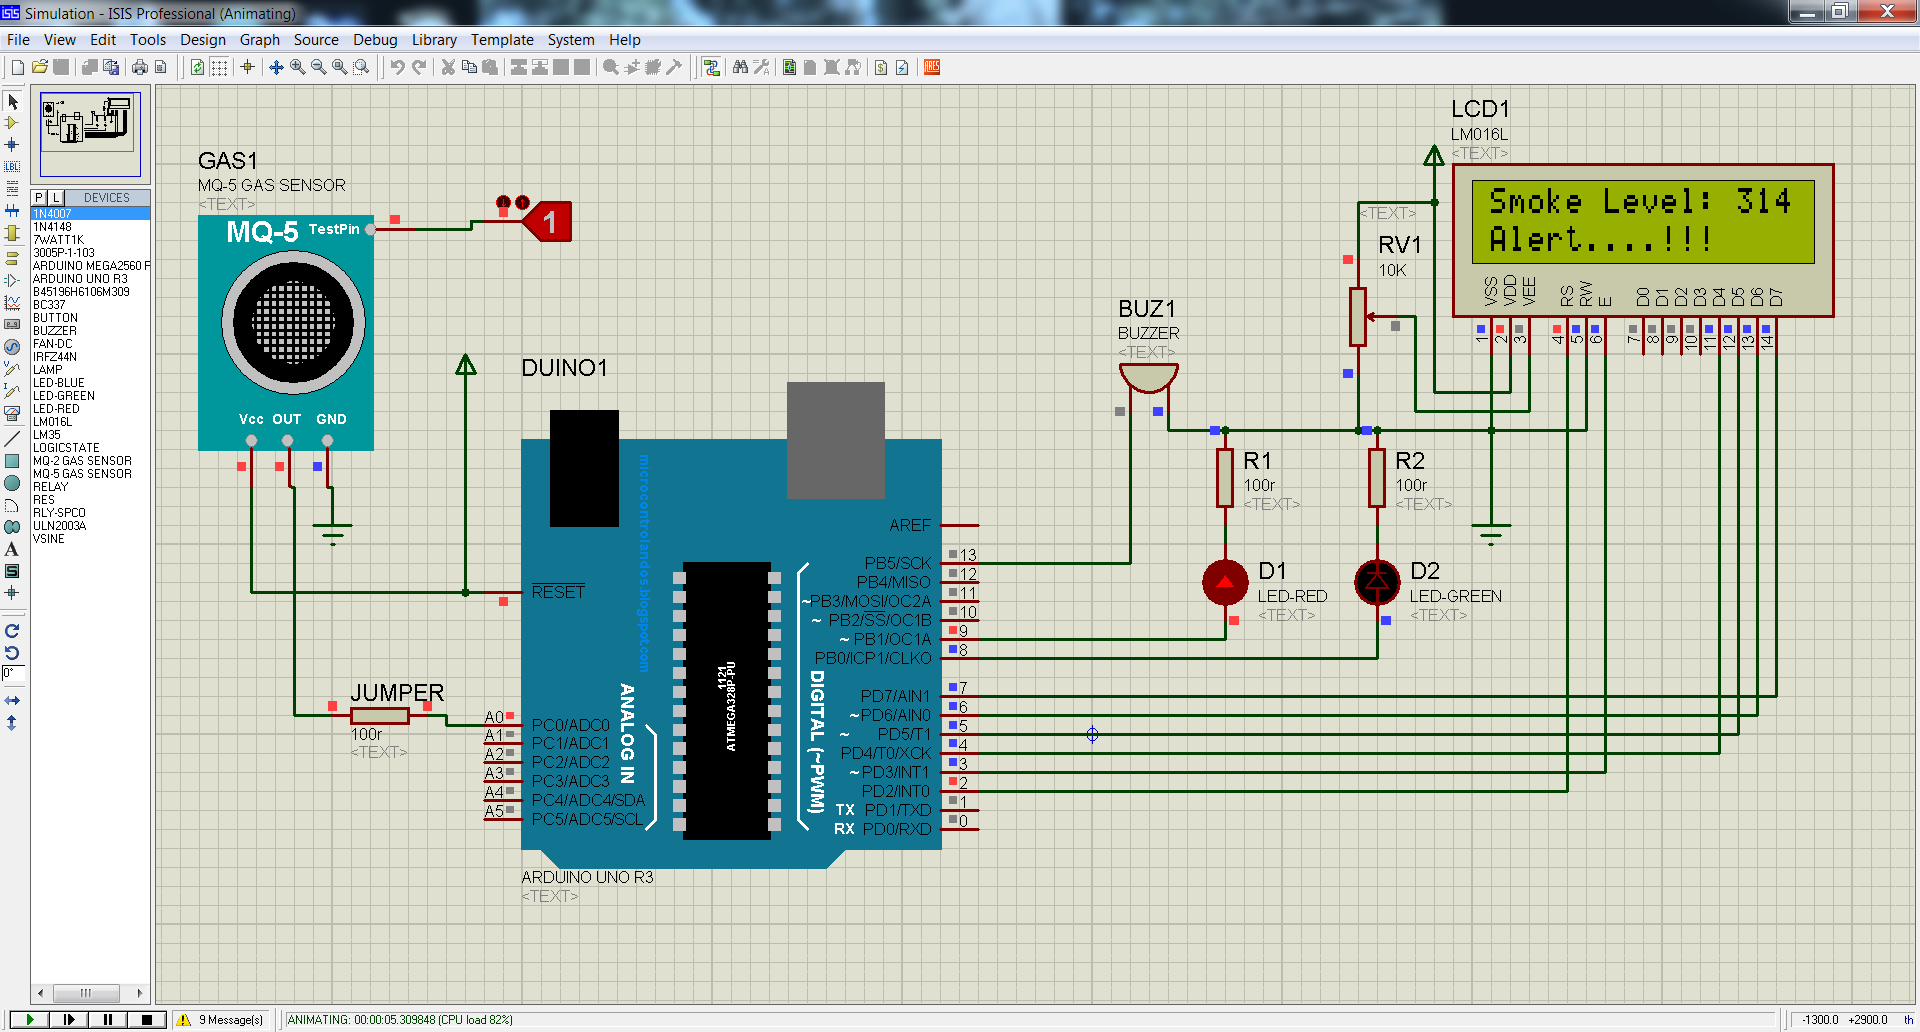 Simulation - ISIS Professional (Animating)
File View Edit Tools Design Graph Source Debug Library Template System Help
P L DEVICES
1N4007
1N4148
7WATT1K
3005P-1-103
ARDUINO MEGA2560 P
ARDUINO UNO R3
B45196H6106M309
BC337
BUTTON
BUZZER
FAN-DC
IRFZ44N
LAMP
LED-BLUE
LED-GREEN
LED-RED
LM016L
LM35
LOGICSTATE
MQ-2 GAS SENSOR
MQ-5 GAS SENSOR
RELAY
RES
RLY-SPCO
ULN2003A
VSINE
LBL
A
S
0°
ARES
GAS1
MQ-5 GAS SENSOR
<TEXT>
MQ-5 TestPin
1
Vcc OUT GND
DUINO1
microcontrolandos.blogspot.com
RESET
AREF
PB5/SCK 13
PB4/MISO 12
~PB3/MOSI/OC2A 11
~ PB2/SS/OC1B 10
~ PB1/OC1A 9
PB0/ICP1/CLKO 8
PD7/AIN1 7
~PD6/AIN0 6
~ PD5/T1 5
PD4/T0/XCK 4
~PD3/INT1 3
PD2/INT0 2
TX PD1/TXD 1
RX PD0/RXD 0
A0 PC0/ADC0
A1 PC1/ADC1
A2 PC2/ADC2
A3 PC3/ADC3
A4 PC4/ADC4/SDA
A5 PC5/ADC5/SCL
ANALOG IN
1121
ATMEGA328P-PU
DIGITAL (~PWM)
ARDUINO UNO R3
<TEXT>
JUMPER
100r
<TEXT>
BUZ1
BUZZER
<TEXT>
R1
100r
<TEXT>
R2
100r
<TEXT>
D1
LED-RED
<TEXT>
D2
LED-GREEN
<TEXT>
<TEXT>
RV1
10K
LCD1
LM016L
<TEXT>
Smoke Level: 314
Alert....!!!
VSS VDD VEE RS RW E D0 D1 D2 D3 D4 D5 D6 D7
1 2 3 4 5 6 7 8 9 10 11 12 13 14
9 Message(s)
ANIMATING: 00:00:05.309848 (CPU load 82%)
-1300.0 +2900.0 th